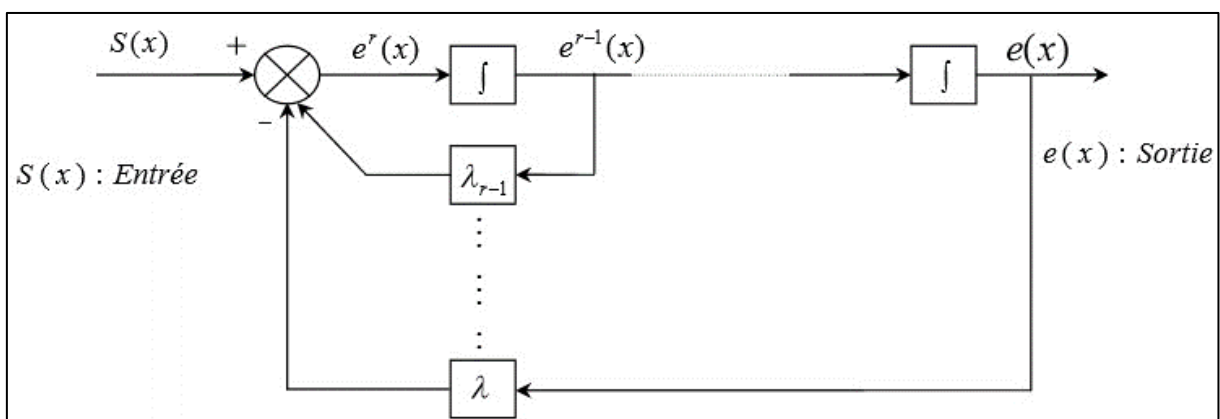 S(x)
+
e^r(x)
∫
e^{r-1}(x)
∫
e(x)
−
S(x) : Entrée
λ_{r-1}
e(x) : Sortie
λ